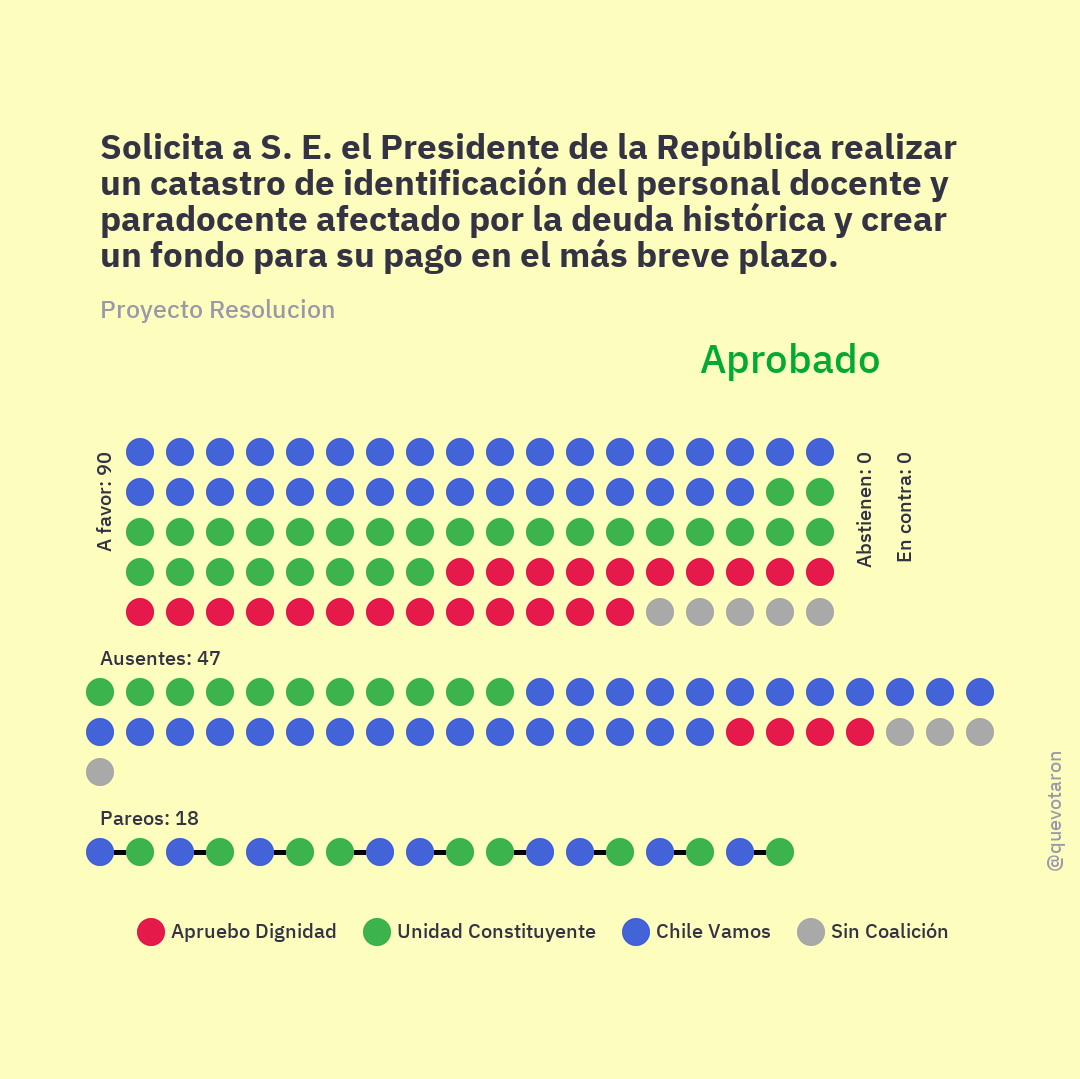 Solicita a S. E. el Presidente de la República realizar
un catastro de identificación del personal docente y
paradocente afectado por la deuda histórica y crear
un fondo para su pago en el más breve plazo.
Proyecto Resolucion
Aprobado
A favor: 90
Abstienen: 0
En contra: 0
Ausentes: 47
Pareos: 18
@quevotaron
Apruebo Dignidad
Unidad Constituyente
Chile Vamos
Sin Coalición